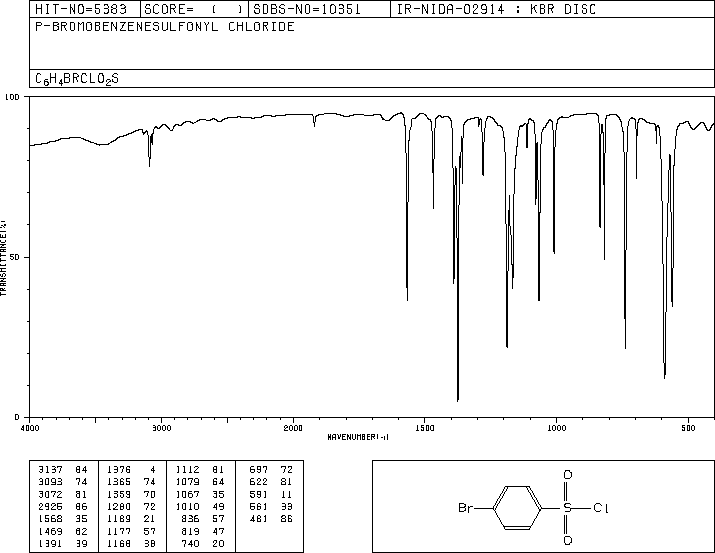 HIT-NO=5383 SCORE= ( ) SDBS-NO=10351 IR-NIDA-02914 : KBR DISC
P-BROMOBENZENESULFONYL CHLORIDE
C6H4BRCLO2S
100
50
0
TRANSMITTANCE(%)
4000 3000 2000 1500 1000 500
WAVENUMBER(-1)
3137 84 1376 4 1112 81 697 72
3093 74 1365 74 1079 64 622 81
3072 81 1359 70 1067 35 591 11
2925 86 1280 72 1010 49 561 33
1568 35 1189 21 836 57 481 86
1469 62 1177 57 819 47
1391 39 1168 38 740 20
O
Br S Cl
O